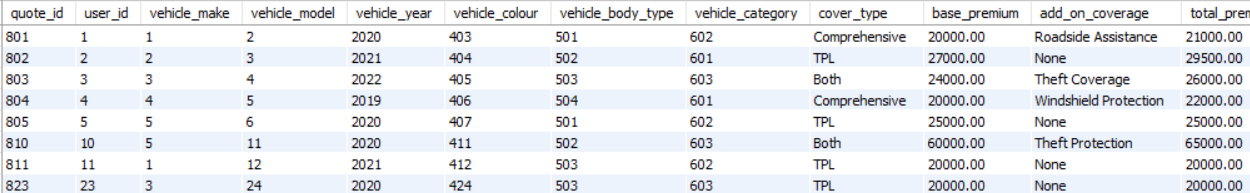 quote_id user_id vehicle_make vehicle_model vehicle_year vehicle_colour vehicle_body_type vehicle_category cover_type base_premium add_on_coverage total_prem
801 1 1 2 2020 403 501 602 Comprehensive 20000.00 Roadside Assistance 21000.00
802 2 2 3 2021 404 502 601 TPL 27000.00 None 29500.00
803 3 3 4 2022 405 503 603 Both 24000.00 Theft Coverage 26000.00
804 4 4 5 2019 406 504 601 Comprehensive 20000.00 Windshield Protection 22000.00
805 5 5 6 2020 407 501 602 TPL 25000.00 None 25000.00
810 10 5 11 2020 411 502 603 Both 60000.00 Theft Protection 65000.00
811 11 1 12 2021 412 503 602 TPL 20000.00 None 20000.00
823 23 3 24 2020 424 503 603 TPL 20000.00 None 20000.00